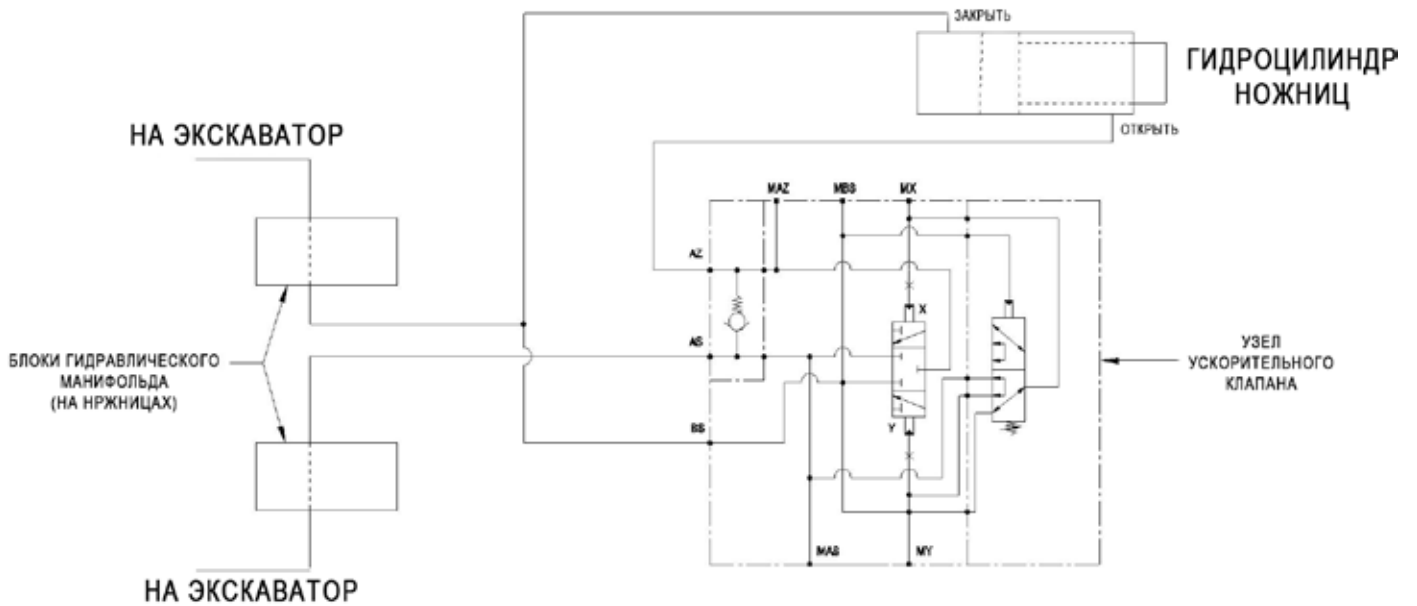 ЗАКРЫТЬ
ГИДРОЦИЛИНДР
НОЖНИЦ
ОТКРЫТЬ
НА ЭКСКАВАТОР
MAZ
MBS
MX
AZ
X
AS
БЛОКИ ГИДРАВЛИЧЕСКОГО
МАНИФОЛЬДА
(НА НРЖНИЦАХ)
УЗЕЛ
УСКОРИТЕЛЬНОГО
КЛАПАНА
Y
BS
MAS
MY
НА ЭКСКАВАТОР